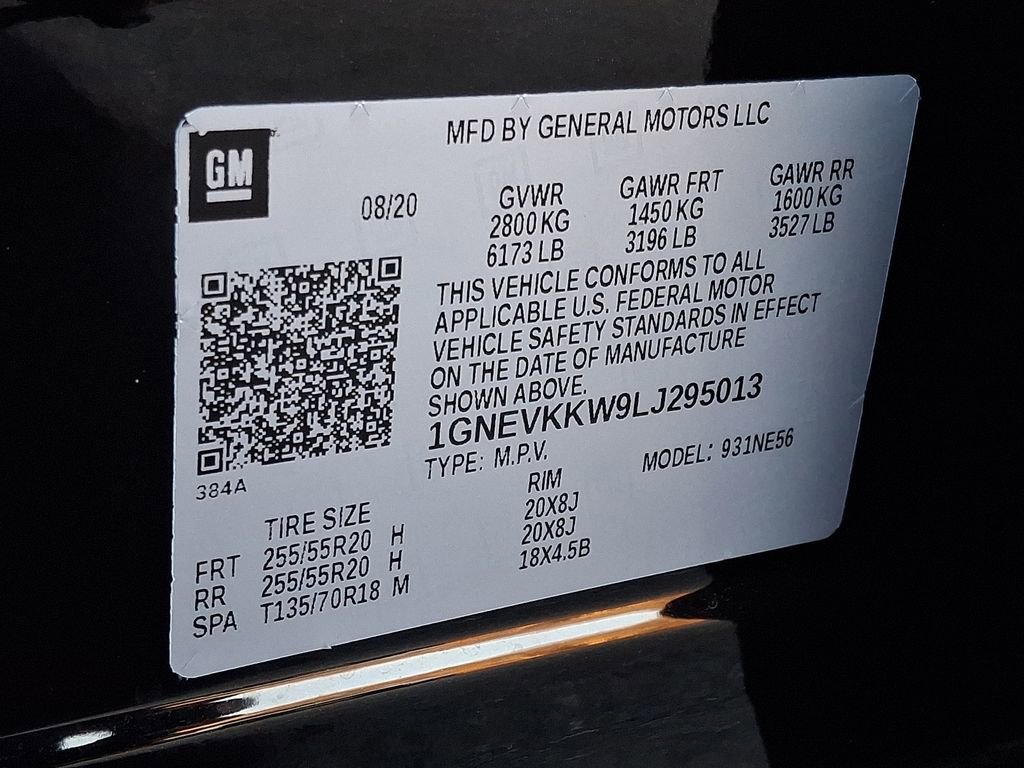 GM
MFD BY GENERAL MOTORS LLC
08/20
GVWR
2800 KG
6173 LB
GAWR FRT
1450 KG
3196 LB
GAWR RR
1600 KG
3527 LB
THIS VEHICLE CONFORMS TO ALL
APPLICABLE U.S. FEDERAL MOTOR
VEHICLE SAFETY STANDARDS IN EFFECT
ON THE DATE OF MANUFACTURE
SHOWN ABOVE.
1GNEVKKW9LJ295013
TYPE: M.P.V. MODEL: 931NE56
384A
TIRE SIZE RIM
FRT 255/55R20 H 20X8J
RR 255/55R20 H 20X8J
SPA T135/70R18 M 18X4.5B